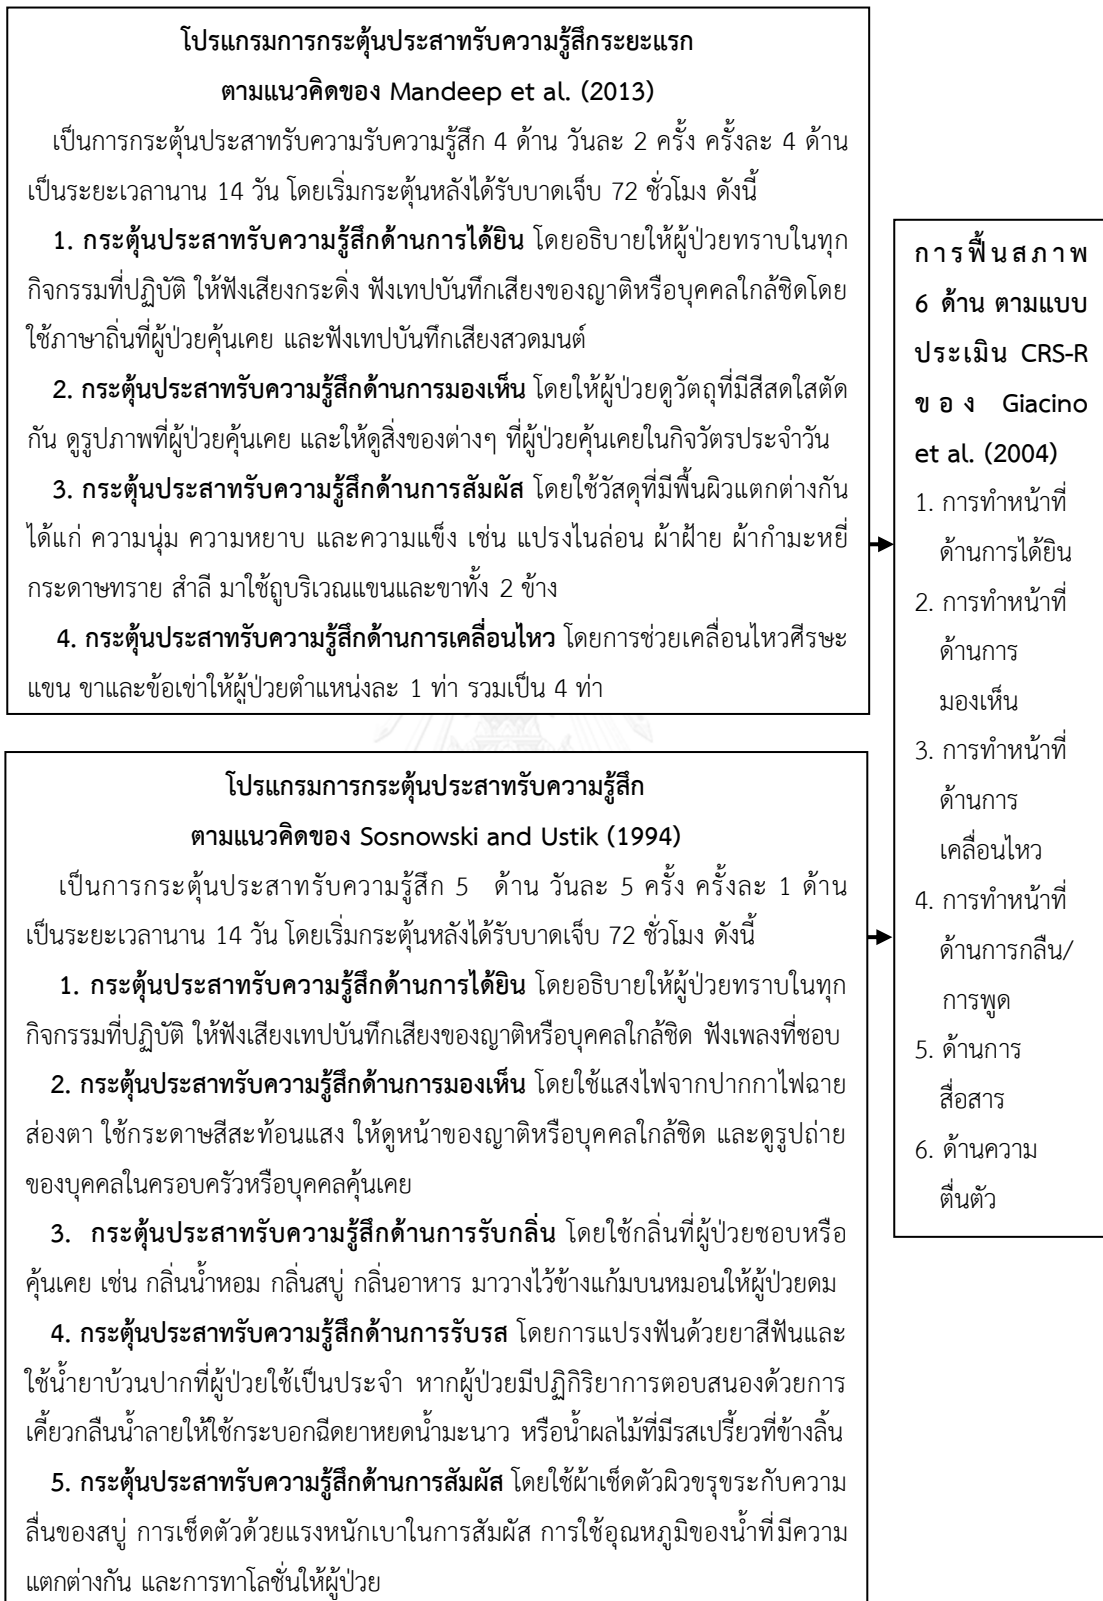 โปรแกรมการกระตุ้นประสาทรับความรู้สึกระยะแรก
ตามแนวคิดของ Mandeep et al. (2013)
เป็นการกระตุ้นประสาทรับความรับความรู้สึก 4 ด้าน วันละ 2 ครั้ง ครั้งละ 4 ด้าน
เป็นระยะเวลานาน 14 วัน โดยเริ่มกระตุ้นหลังได้รับบาดเจ็บ 72 ชั่วโมง ดังนี้
1. กระตุ้นประสาทรับความรู้สึกด้านการได้ยิน โดยอธิบายให้ผู้ป่วยทราบในทุก
กิจกรรมที่ปฏิบัติ ให้ฟังเสียงกระดิ่ง ฟังเทปบันทึกเสียงของญาติหรือบุคคลใกล้ชิดโดย
ใช้ภาษาถิ่นที่ผู้ป่วยคุ้นเคย และฟังเทปบันทึกเสียงสวดมนต์
2. กระตุ้นประสาทรับความรู้สึกด้านการมองเห็น โดยให้ผู้ป่วยดูวัตถุที่มีสีสดใสตัด
กัน ดูรูปภาพที่ผู้ป่วยคุ้นเคย และให้ดูสิ่งของต่างๆ ที่ผู้ป่วยคุ้นเคยในกิจวัตรประจำวัน
3. กระตุ้นประสาทรับความรู้สึกด้านการสัมผัส โดยใช้วัสดุที่มีพื้นผิวแตกต่างกัน
ได้แก่ ความนุ่ม ความหยาบ และความแข็ง เช่น แปรงไนล่อน ผ้าฝ้าย ผ้ากำมะหยี่
กระดาษทราย สำลี มาใช้ถูบริเวณแขนและขาทั้ง 2 ข้าง
4. กระตุ้นประสาทรับความรู้สึกด้านการเคลื่อนไหว โดยการช่วยเคลื่อนไหวศีรษะ
แขน ขาและข้อเข่าให้ผู้ป่วยตำแหน่งละ 1 ท่า รวมเป็น 4 ท่า
โปรแกรมการกระตุ้นประสาทรับความรู้สึก
ตามแนวคิดของ Sosnowski and Ustik (1994)
เป็นการกระตุ้นประสาทรับความรู้สึก 5 ด้าน วันละ 5 ครั้ง ครั้งละ 1 ด้าน
เป็นระยะเวลานาน 14 วัน โดยเริ่มกระตุ้นหลังได้รับบาดเจ็บ 72 ชั่วโมง ดังนี้
1. กระตุ้นประสาทรับความรู้สึกด้านการได้ยิน โดยอธิบายให้ผู้ป่วยทราบในทุก
กิจกรรมที่ปฏิบัติ ให้ฟังเสียงเทปบันทึกเสียงของญาติหรือบุคคลใกล้ชิด ฟังเพลงที่ชอบ
2. กระตุ้นประสาทรับความรู้สึกด้านการมองเห็น โดยใช้แสงไฟจากปากกาไฟฉาย
ส่องตา ใช้กระดาษสีสะท้อนแสง ให้ดูหน้าของญาติหรือบุคคลใกล้ชิด และดูรูปถ่าย
ของบุคคลในครอบครัวหรือบุคคลคุ้นเคย
3. กระตุ้นประสาทรับความรู้สึกด้านการรับกลิ่น โดยใช้กลิ่นที่ผู้ป่วยชอบหรือ
คุ้นเคย เช่น กลิ่นน้ำหอม กลิ่นสบู่ กลิ่นอาหาร มาวางไว้ข้างแก้มบนหมอนให้ผู้ป่วยดม
4. กระตุ้นประสาทรับความรู้สึกด้านการรับรส โดยการแปรงฟันด้วยยาสีฟันและ
ใช้น้ำยาบ้วนปากที่ผู้ป่วยใช้เป็นประจำ หากผู้ป่วยมีปฏิกิริยาการตอบสนองด้วยการ
เคี้ยวกลืนน้ำลายให้ใช้กระบอกฉีดยาหยดน้ำมะนาว หรือน้ำผลไม้ที่มีรสเปรี้ยวที่ข้างลิ้น
5. กระตุ้นประสาทรับความรู้สึกด้านการสัมผัส โดยใช้ผ้าเช็ดตัวผิวขรุขระกับความ
ลื่นของสบู่ การเช็ดตัวด้วยแรงหนักเบาในการสัมผัส การใช้อุณหภูมิของน้ำที่มีความ
แตกต่างกัน และการทาโลชั่นให้ผู้ป่วย
การฟื้นสภาพ
6 ด้าน ตามแบบ
ประเมิน CRS-R
ของ Giacino
et al. (2004)
1. การทำหน้าที่
ด้านการได้ยิน
2. การทำหน้าที่
ด้านการ
มองเห็น
3. การทำหน้าที่
ด้านการ
เคลื่อนไหว
4. การทำหน้าที่
ด้านการกลืน/
การพูด
5. ด้านการ
สื่อสาร
6. ด้านความ
ตื่นตัว